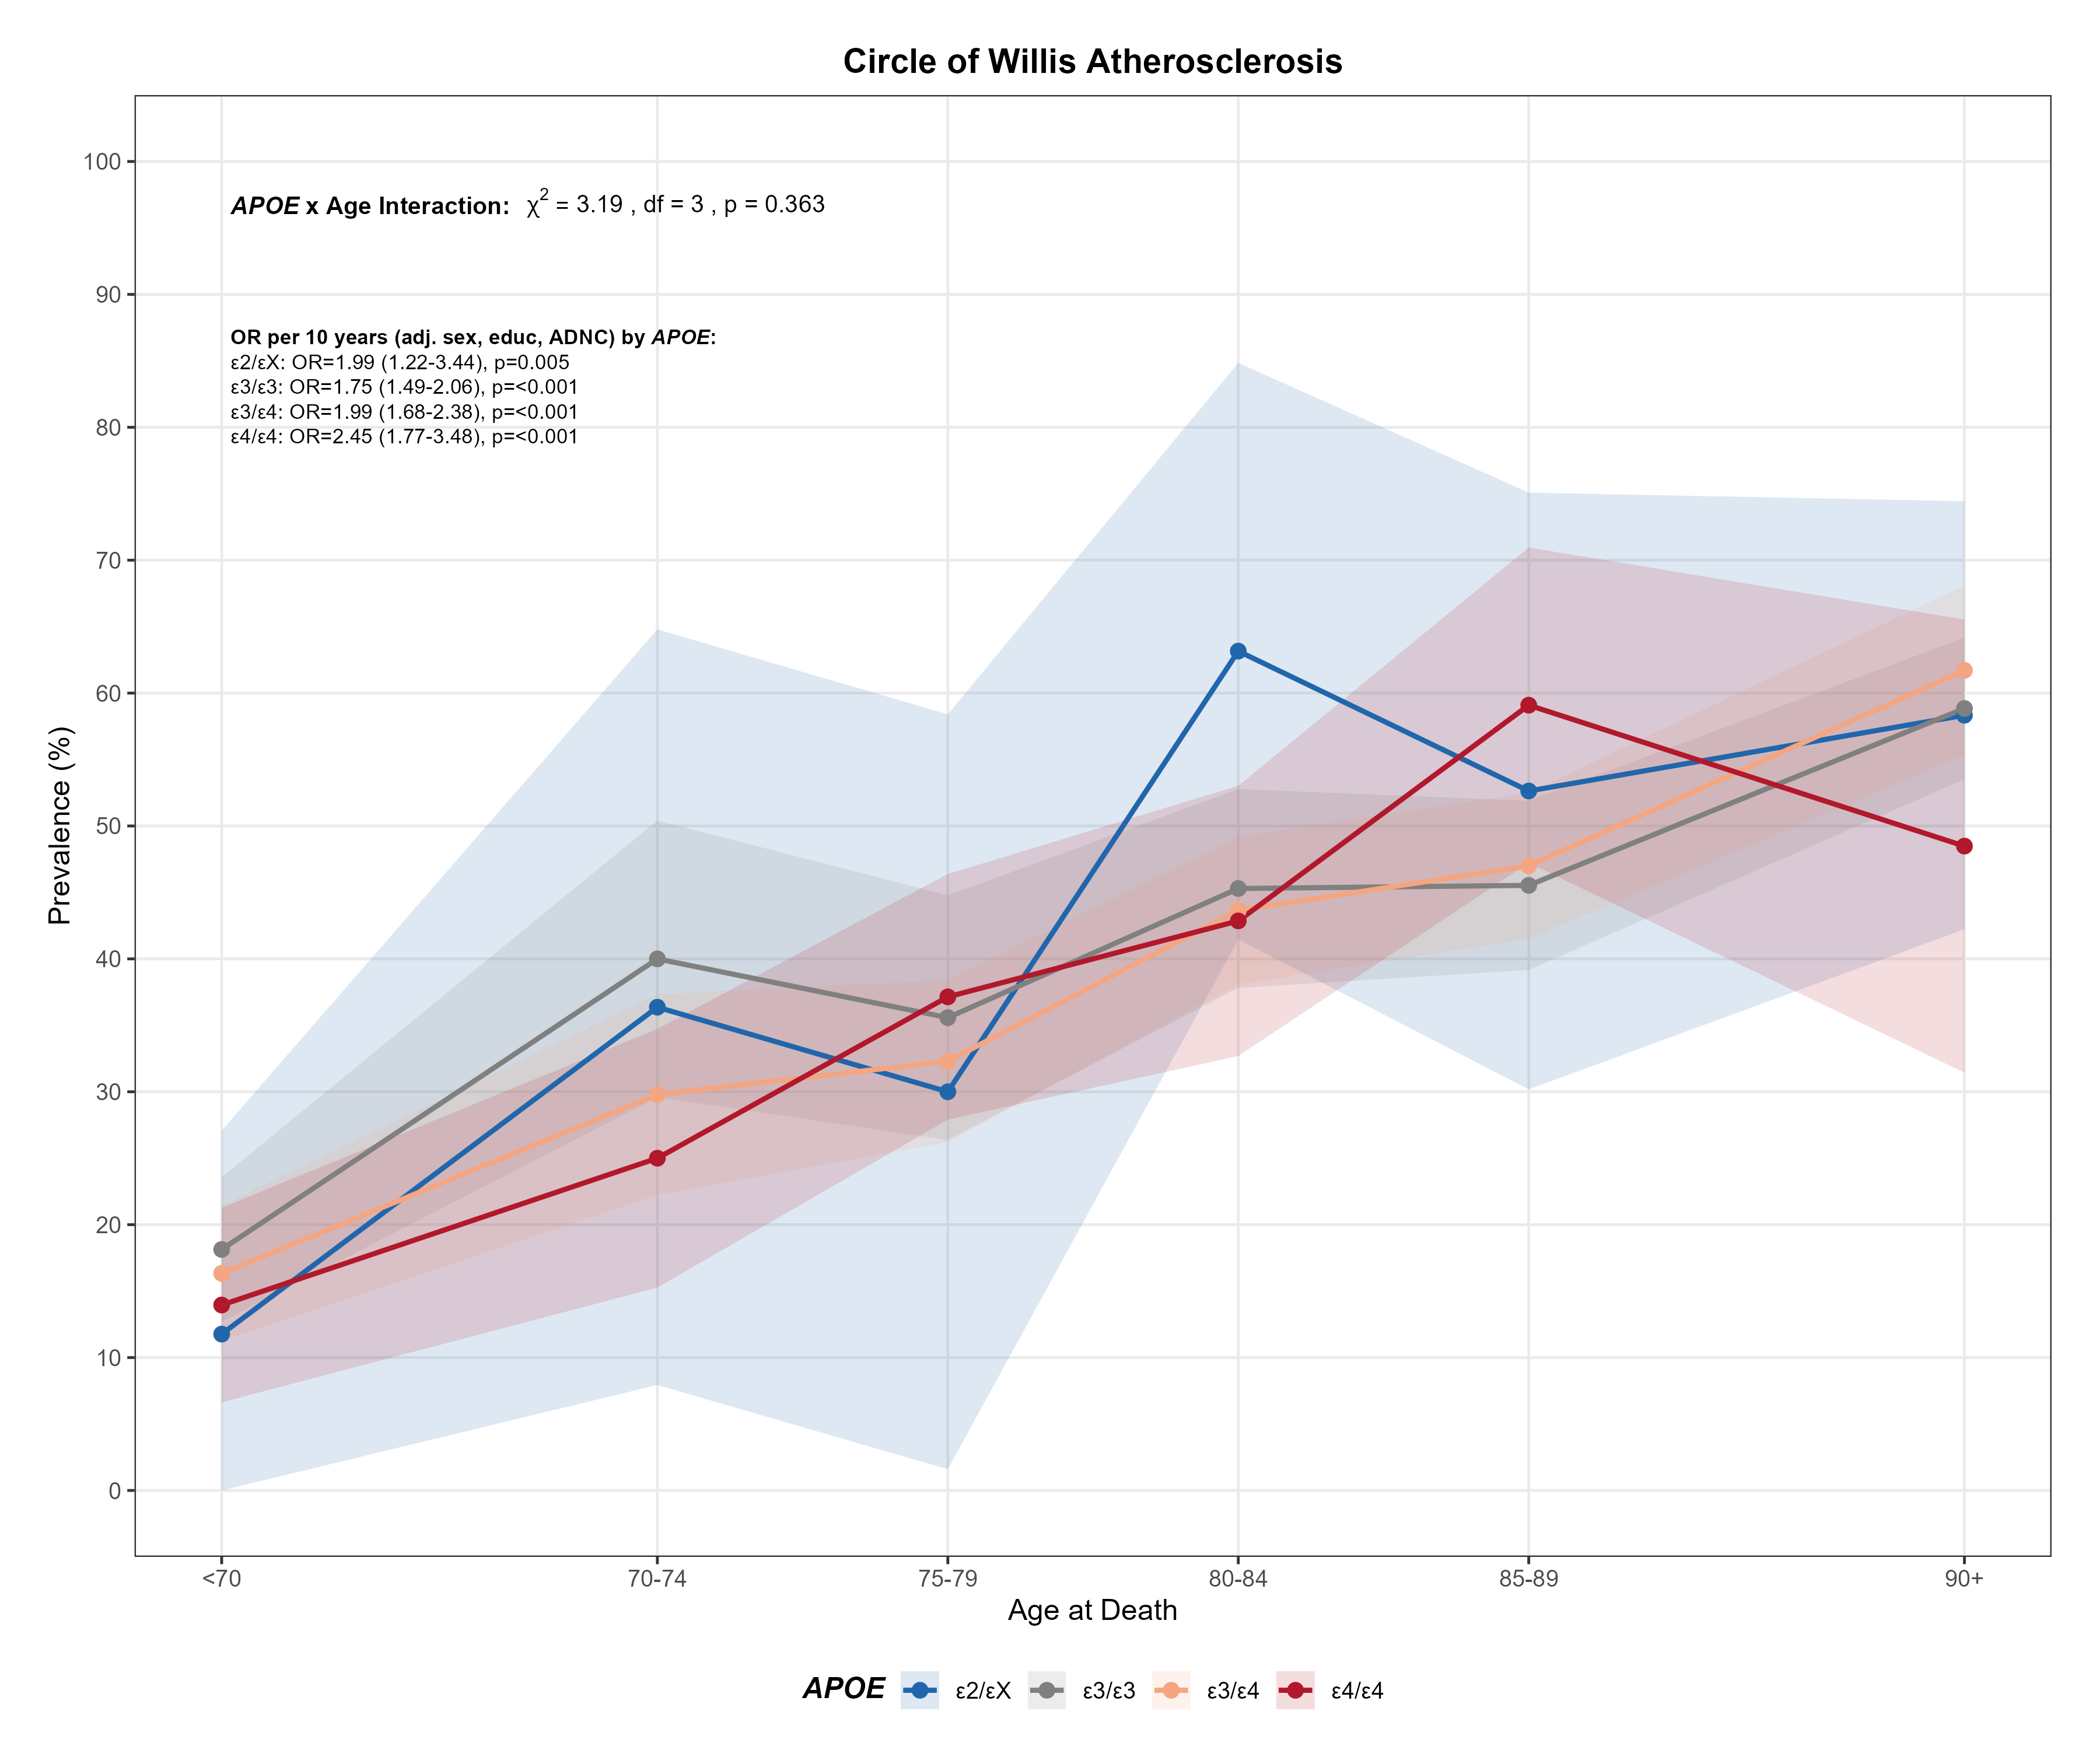 Circle of Willis Atherosclerosis
APOE x Age Interaction: χ² = 3.19 , df = 3 , p = 0.363
OR per 10 years (adj. sex, educ, ADNC) by APOE:
ε2/εX: OR=1.99 (1.22-3.44), p=0.005
ε3/ε3: OR=1.75 (1.49-2.06), p=<0.001
ε3/ε4: OR=1.99 (1.68-2.38), p=<0.001
ε4/ε4: OR=2.45 (1.77-3.48), p=<0.001
Prevalence (%)
100
90
80
70
60
50
40
30
20
10
0
<70 70-74 75-79 80-84 85-89 90+
Age at Death
APOE ε2/εX ε3/ε3 ε3/ε4 ε4/ε4